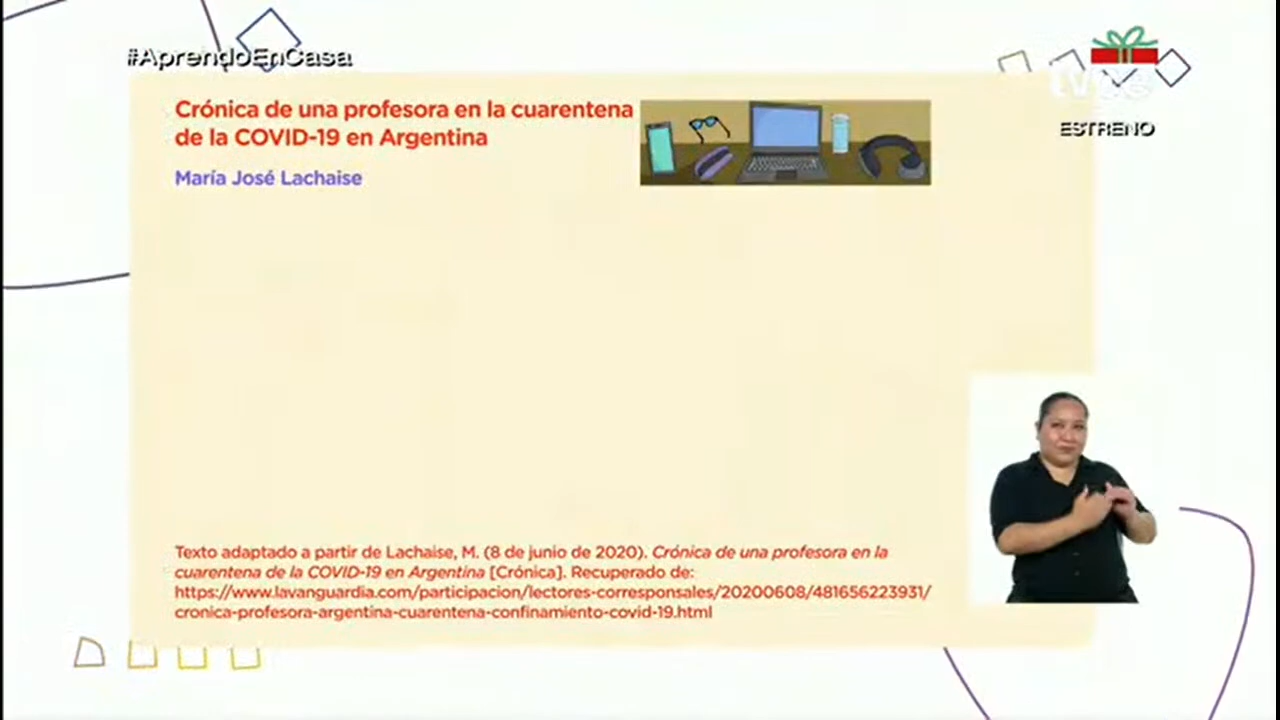 #AprendoEnCasa
ESTRENO
Crónica de una profesora en la cuarentena
de la COVID-19 en Argentina
María José Lachaise
Texto adaptado a partir de Lachaise, M. (8 de junio de 2020). Crónica de una profesora en la
cuarentena de la COVID-19 en Argentina [Crónica]. Recuperado de:
https://www.lavanguardia.com/participacion/lectores-corresponsales/20200608/481656223931/
cronica-profesora-argentina-cuarentena-confinamiento-covid-19.html